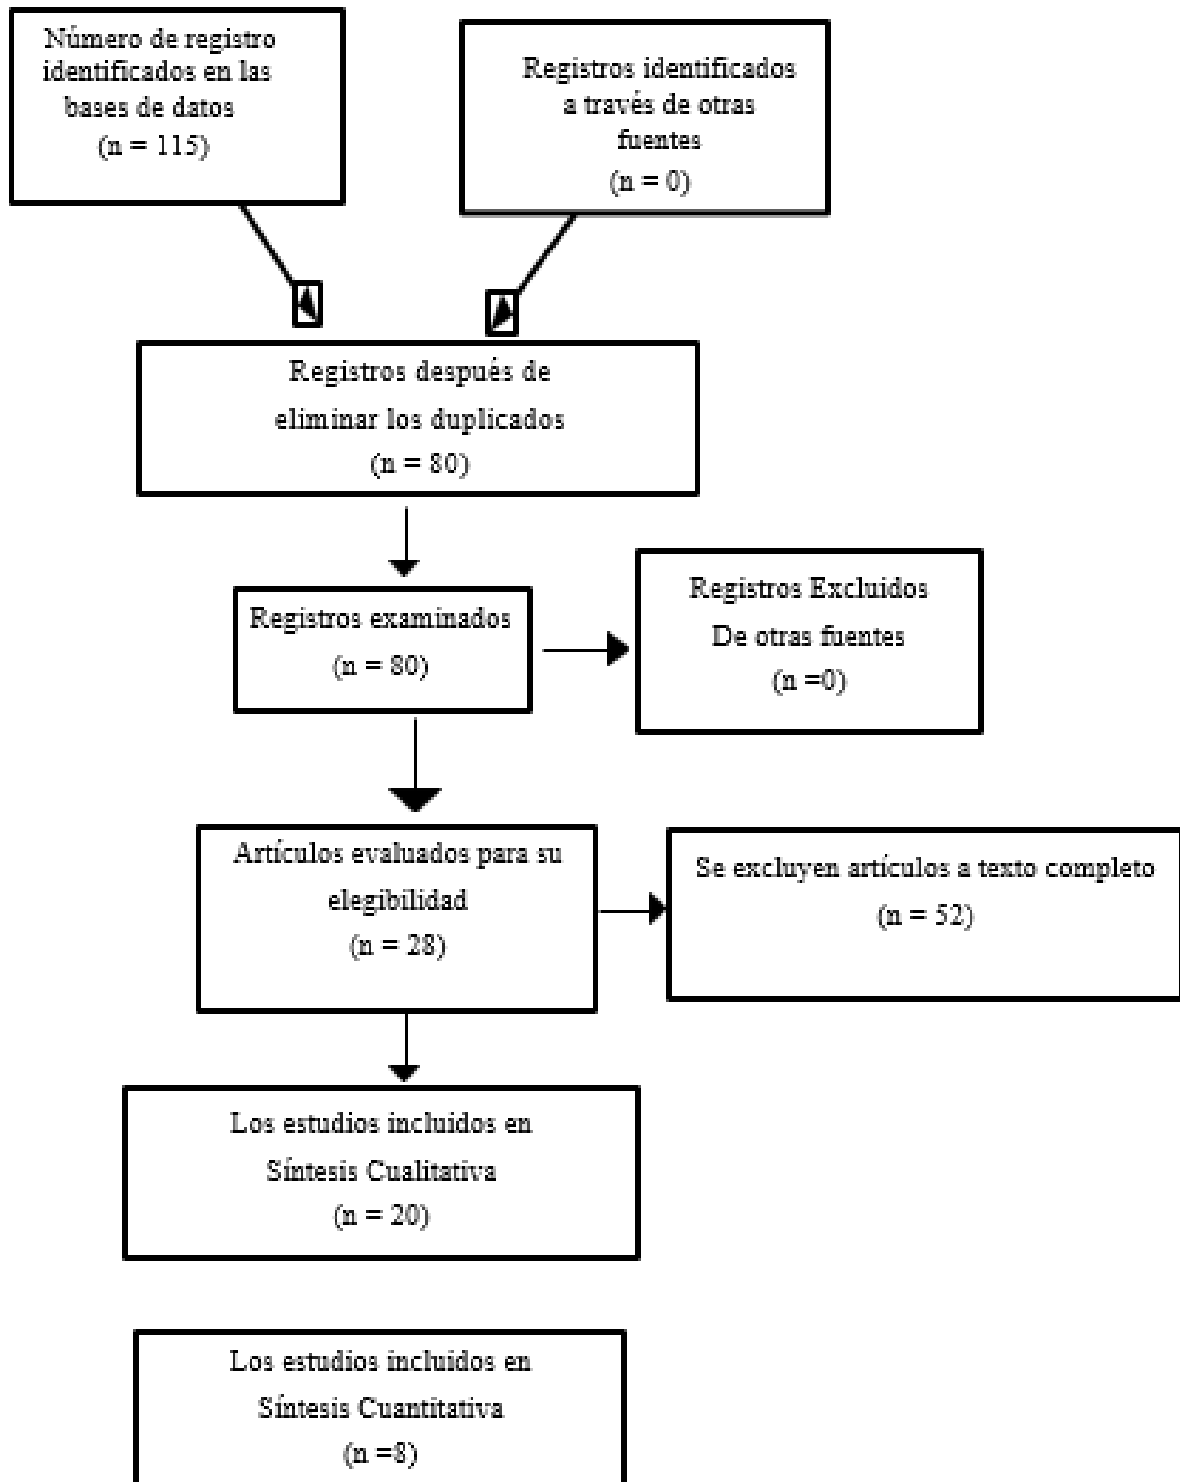 Número de registro
identificados en las
bases de datos
(n = 115)
Registros identificados
a través de otras
fuentes
(n = 0)
Registros después de
eliminar los duplicados
(n = 80)
Registros examinados
(n = 80)
Registros Excluidos
De otras fuentes
(n =0)
Artículos evaluados para su
elegibilidad
(n = 28)
Se excluyen artículos a texto completo
(n = 52)
Los estudios incluidos en
Síntesis Cualitativa
(n = 20)
Los estudios incluidos en
Síntesis Cuantitativa
(n =8)